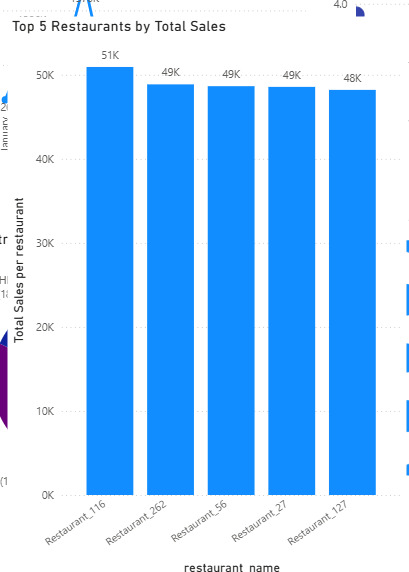 4.0
Top 5 Restaurants by Total Sales
51K
49K
49K
49K
48K
50K
40K
30K
20K
10K
0K
Total Sales per restaurant
Restaurant_116
Restaurant_262
Restaurant_56
Restaurant_27
Restaurant_127
restaurant_name
January